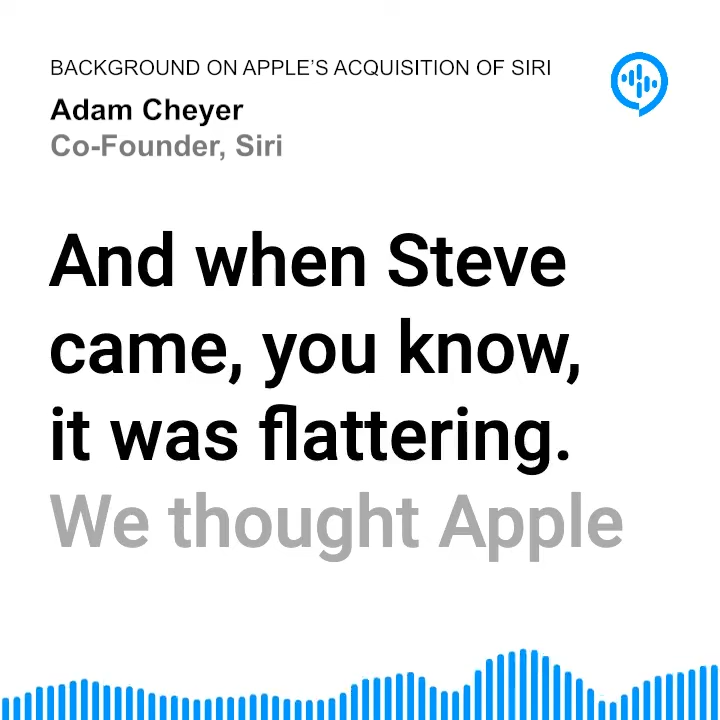 BACKGROUND ON APPLE’S ACQUISITION OF SIRI
Adam Cheyer
Co-Founder, Siri
And when Steve
came, you know,
it was flattering.
We thought Apple